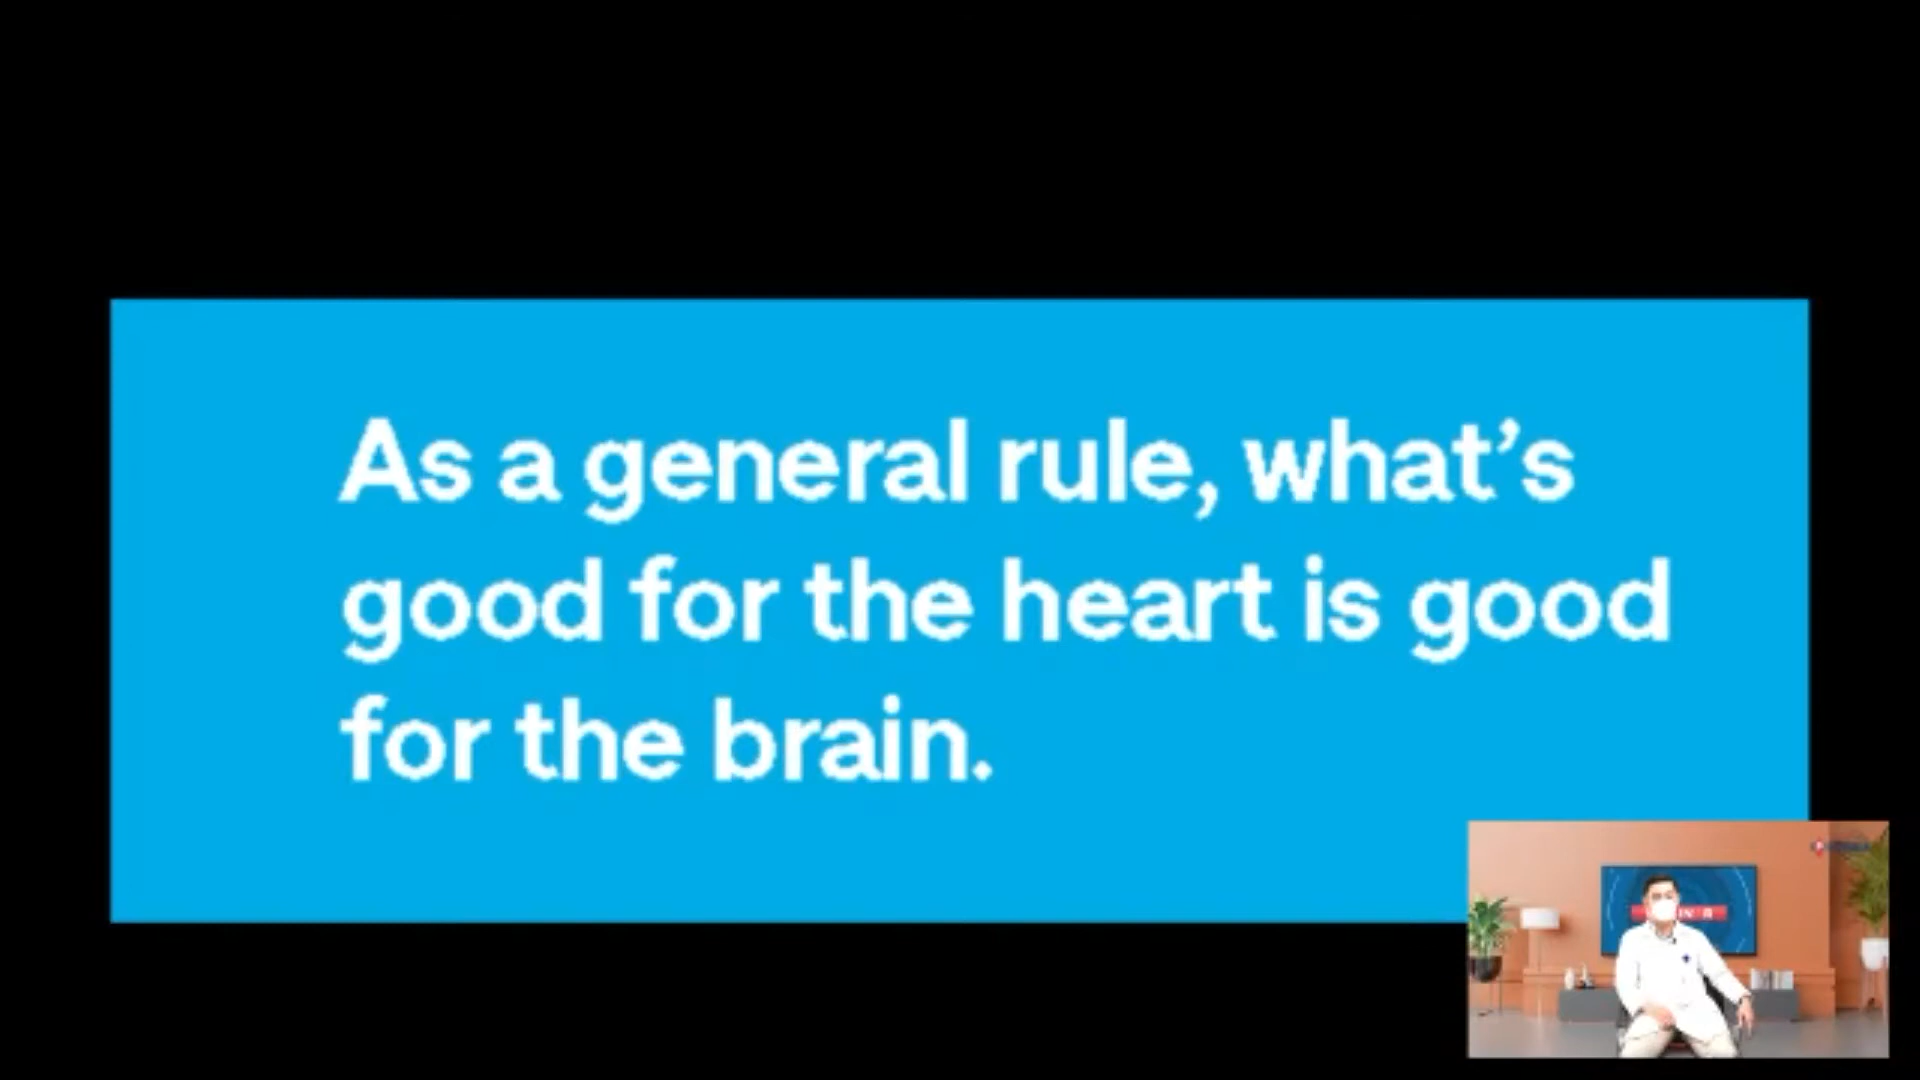 As a general rule, what’s
good for the heart is good
for the brain.